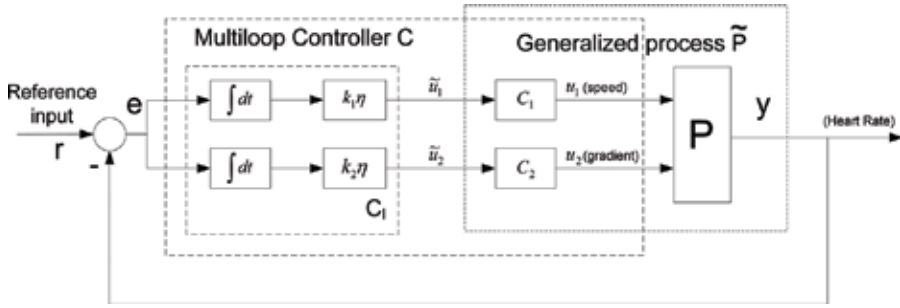 Multiloop Controller C
Generalized process P̃
Reference
input
r
-
e
∫dt
k₁η
ũ₁
C₁
u₁ (speed)
P
y
(Heart Rate)
∫dt
k₂η
ũ₂
C₂
u₂ (gradient)
C_I